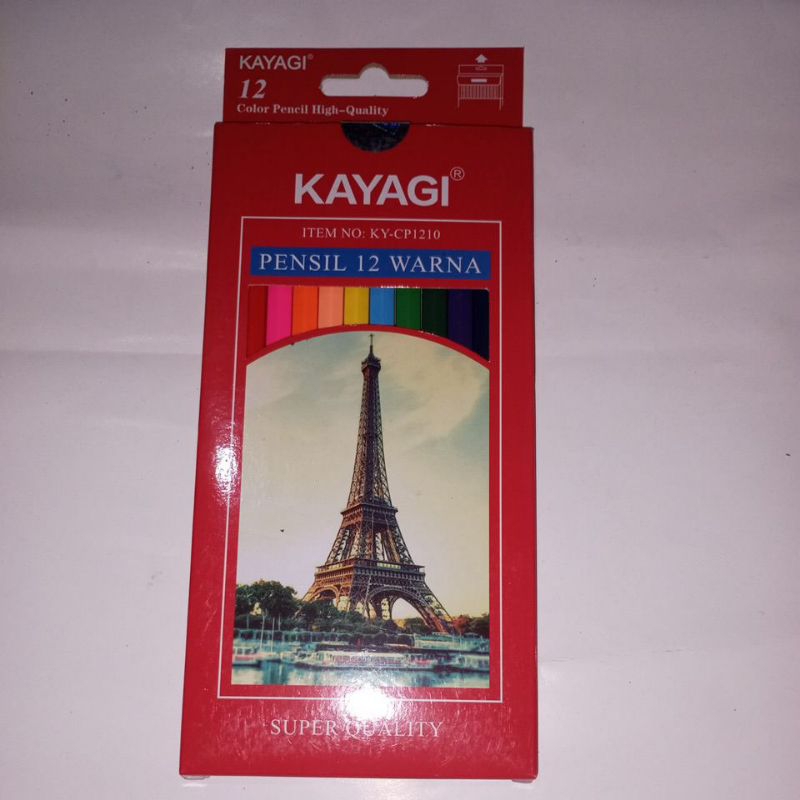 KAYAGI®
12
Color Pencil High-Quality
KAYAGI®
ITEM NO: KY-CP1210
PENSIL 12 WARNA
SUPER QUALITY